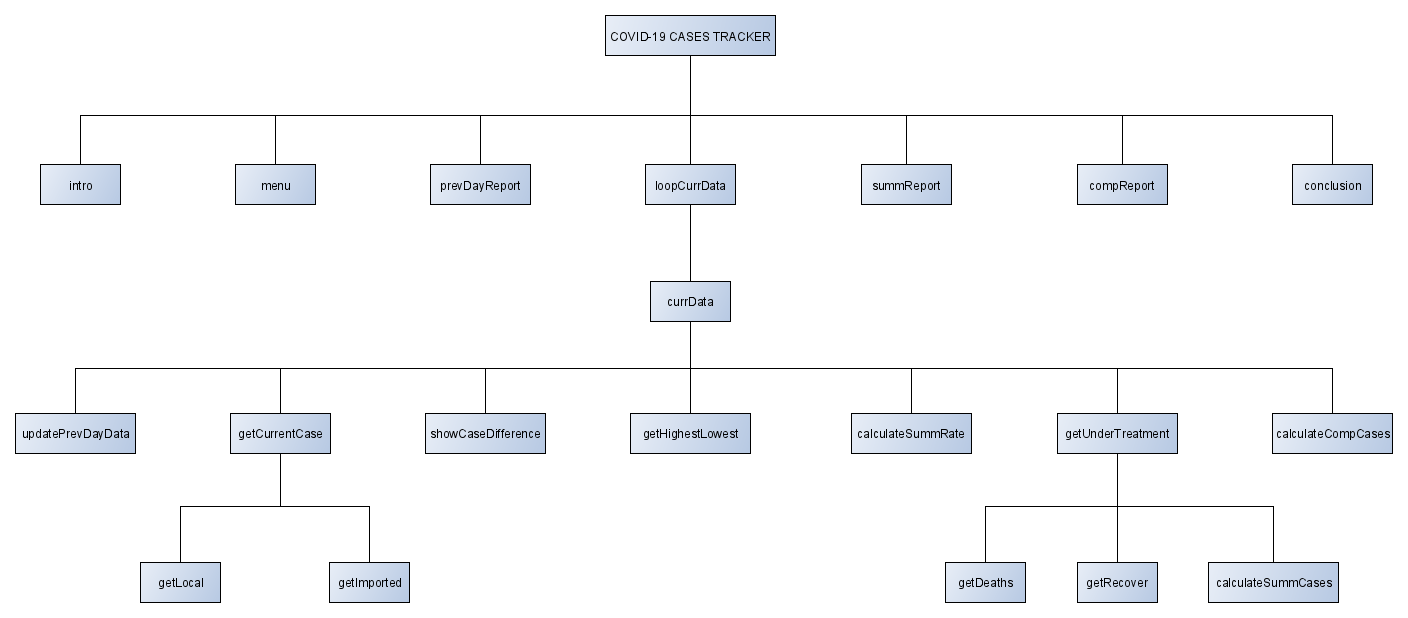 COVID-19 CASES TRACKER
intro
menu
prevDayReport
loopCurrData
summReport
compReport
conclusion
currData
updatePrevDayData
getCurrentCase
showCaseDifference
getHighestLowest
calculateSummRate
getUnderTreatment
calculateCompCases
getLocal
getImported
getDeaths
getRecover
calculateSummCases